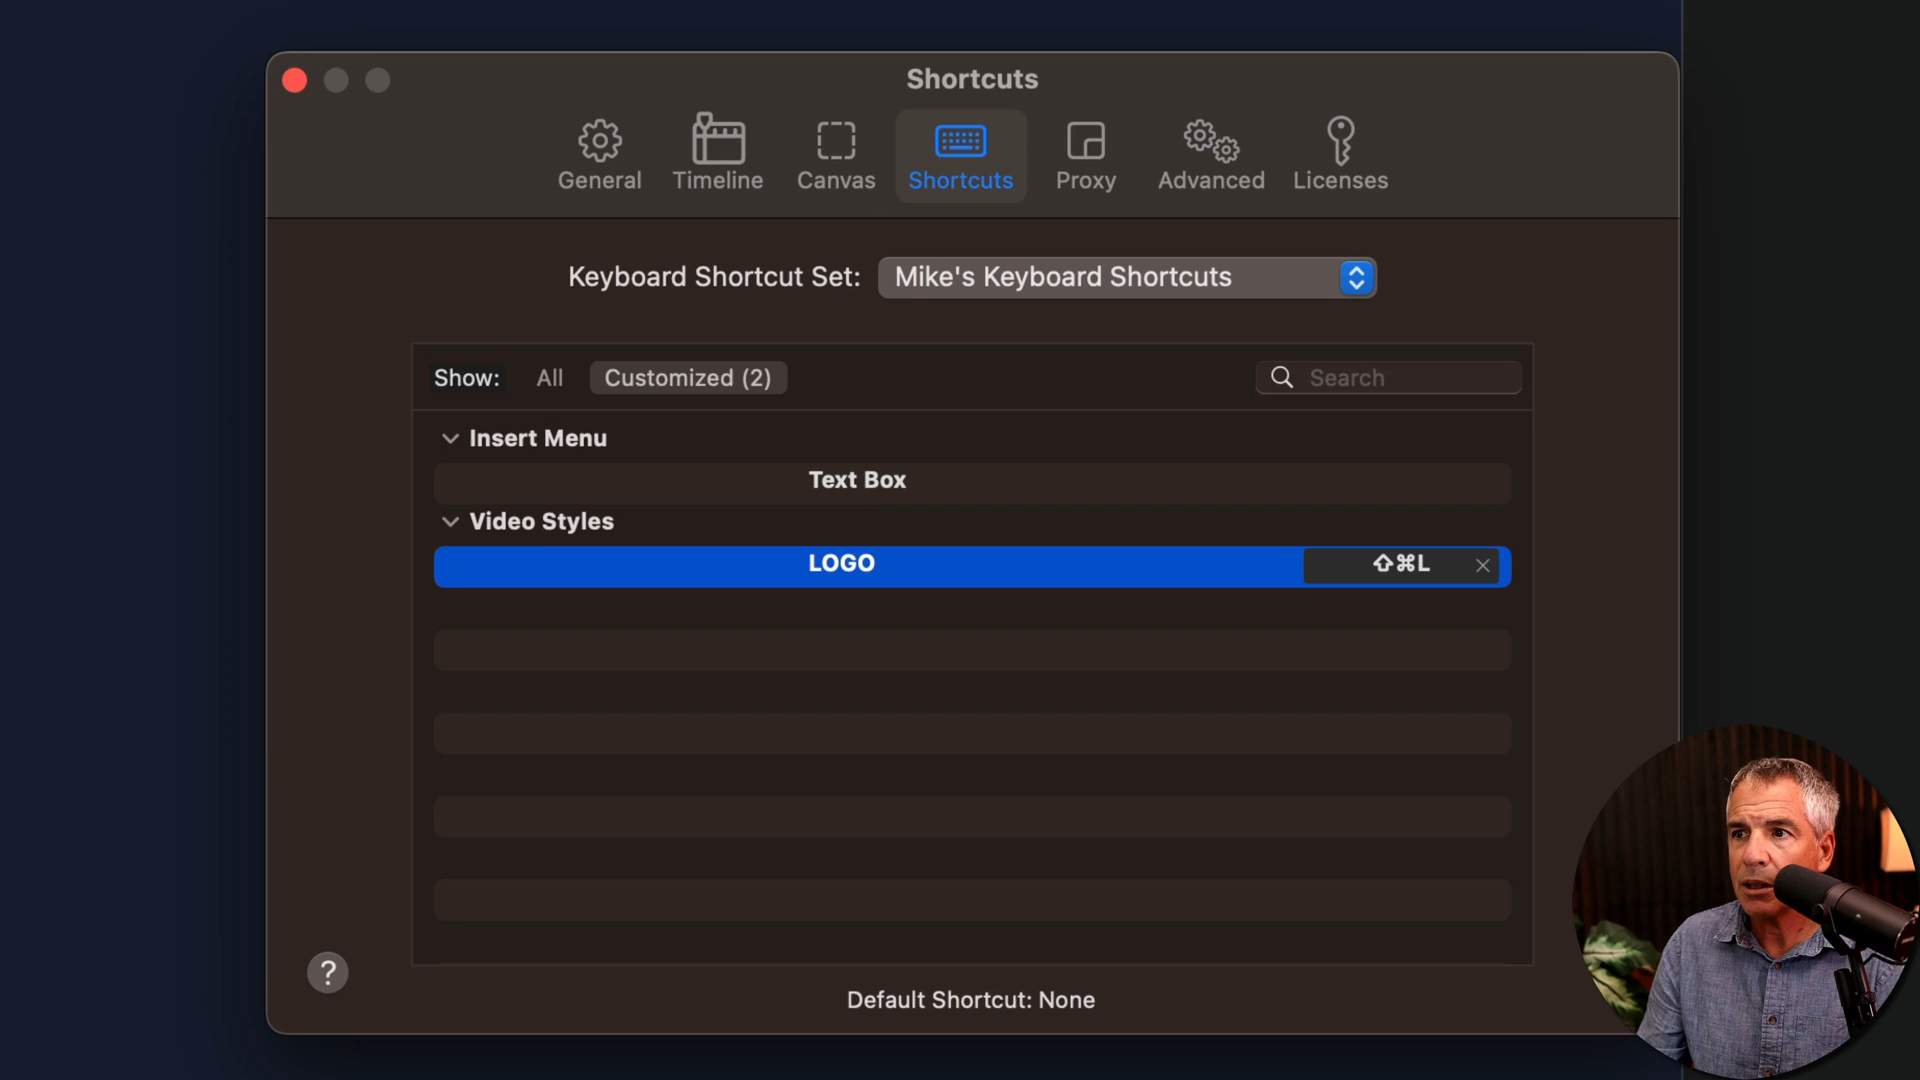 Shortcuts
General
Timeline
Canvas
Shortcuts
Proxy
Advanced
Licenses
Keyboard Shortcut Set: Mike's Keyboard Shortcuts
Show: All Customized (2) Search
Insert Menu
Text Box
Video Styles
LOGO ⇧⌘L
?
Default Shortcut: None